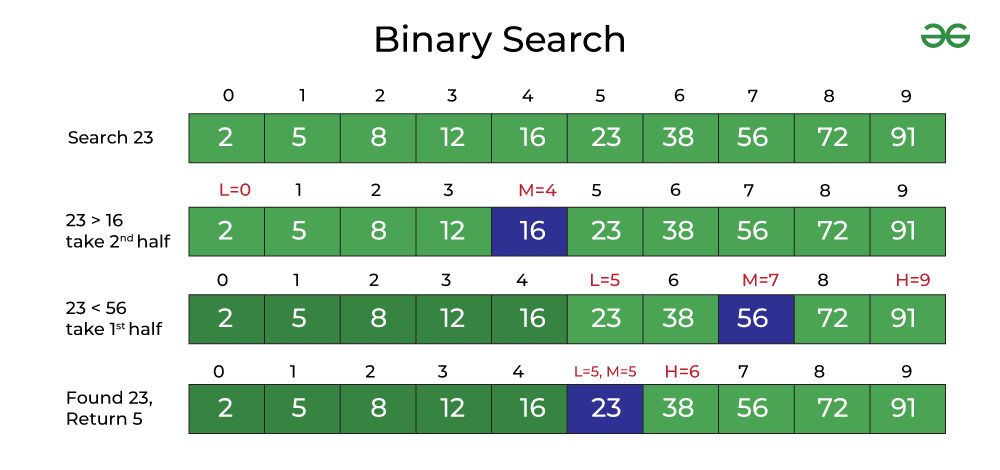 Binary Search
0 1 2 3 4 5 6 7 8 9
Search 23 2 5 8 12 16 23 38 56 72 91
L=0 1 2 3 M=4 5 6 7 8 9
23 > 16
take 2nd half
2 5 8 12 16 23 38 56 72 91
0 1 2 3 4 L=5 6 M=7 8 H=9
23 < 56
take 1st half
2 5 8 12 16 23 38 56 72 91
0 1 2 3 4 L=5, M=5 H=6 7 8 9
Found 23,
Return 5
2 5 8 12 16 23 38 56 72 91